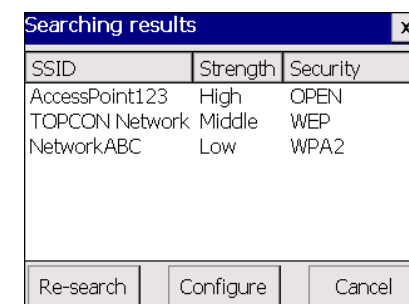 Searching results x
SSID Strength Security
AccessPoint123 High OPEN
TOPCON Network Middle WEP
NetworkABC Low WPA2
Re-search Configure Cancel